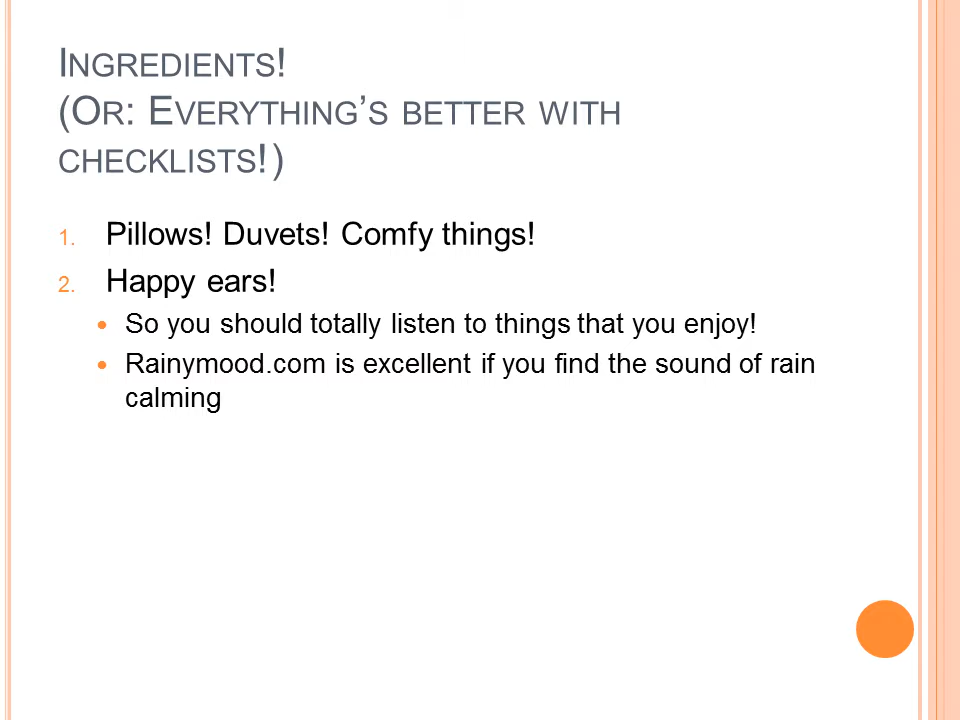 Ingredients!
(Or: Everything’s better with
checklists!)
1. Pillows! Duvets! Comfy things!
2. Happy ears!
• So you should totally listen to things that you enjoy!
• Rainymood.com is excellent if you find the sound of rain
calming